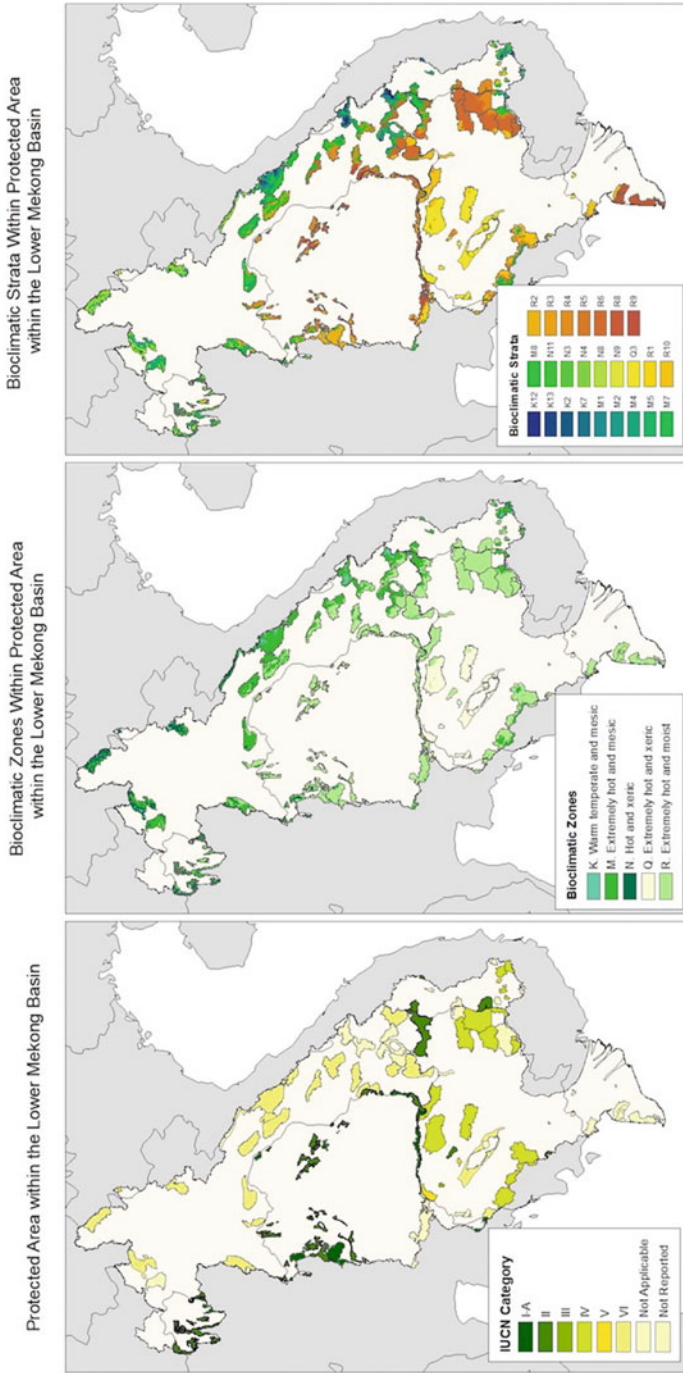 Protected Area within the Lower Mekong Basin
IUCN Category
I-A
II
III
IV
V
VI
Not Applicable
Not Reported
Bioclimatic Zones Within Protected Area
within the Lower Mekong Basin
Bioclimatic Zones
K. Warm temperate and mesic
M. Extremely hot and mesic
N. Hot and xeric
Q. Extremely hot and xeric
R. Extremely hot and moist
Bioclimatic Strata Within Protected Area
within the Lower Mekong Basin
Bioclimatic Strata
K12 M8 R2
K13 N11 R3
K2 N3 R4
K7 N4 R5
M1 N8 R6
M2 N9 R8
M4 Q3 R9
M5 R1
M7 R10